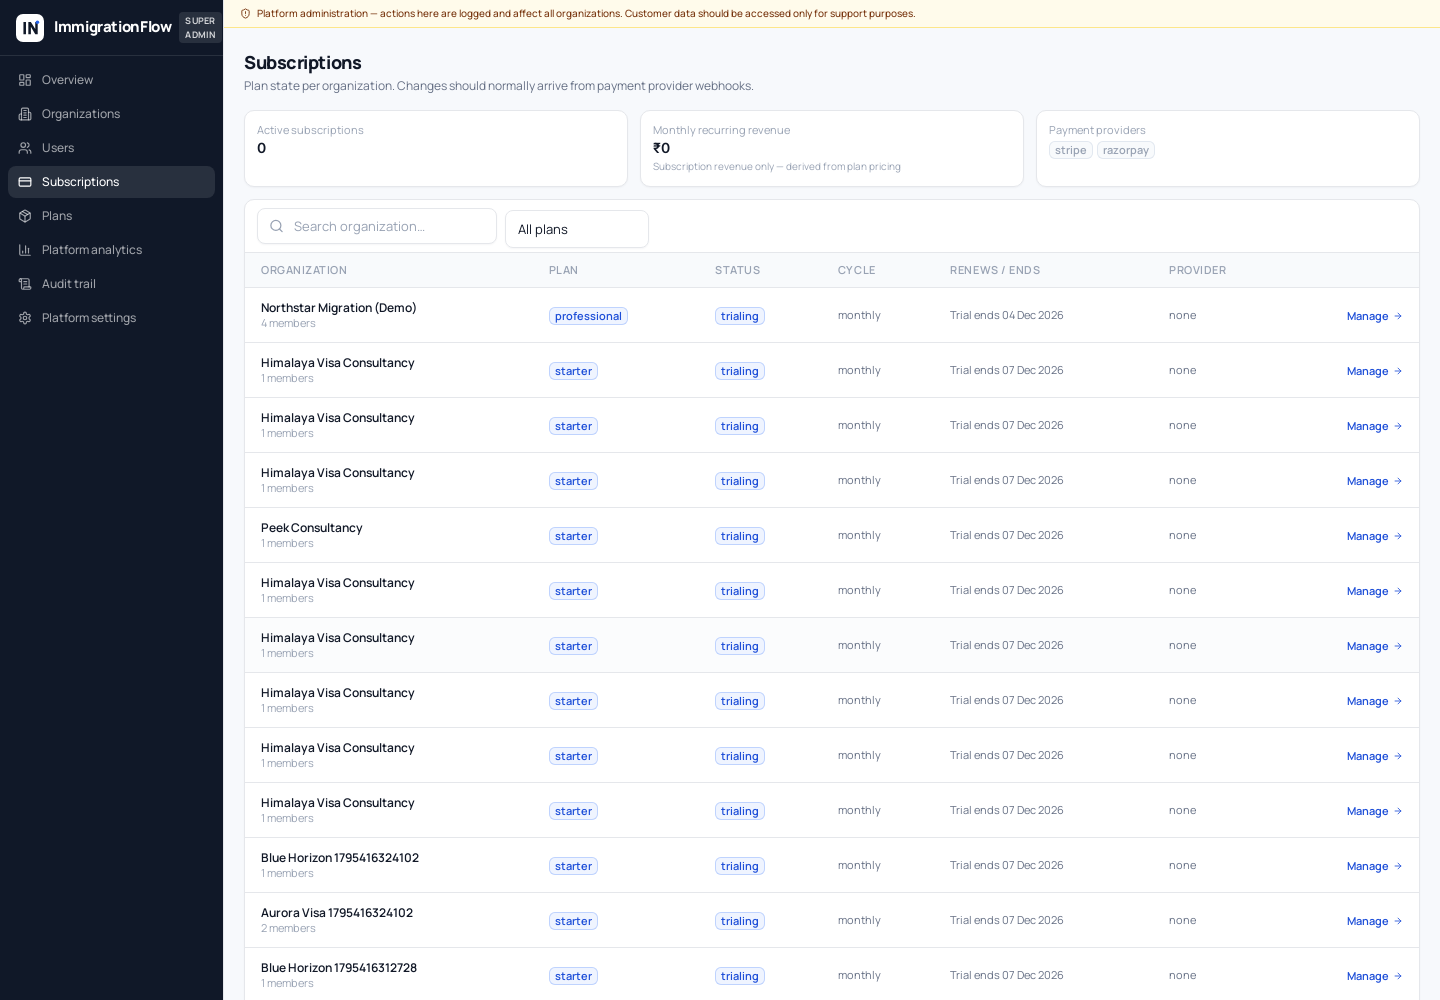 IN ImmigrationFlow SUPER ADMIN
Platform administration — actions here are logged and affect all organizations. Customer data should be accessed only for support purposes.
Overview
Organizations
Users
Subscriptions
Plans
Platform analytics
Audit trail
Platform settings
Subscriptions
Plan state per organization. Changes should normally arrive from payment provider webhooks.
Active subscriptions
0
Monthly recurring revenue
₹0
Subscription revenue only — derived from plan pricing
Payment providers
stripe razorpay
Search organization... All plans
ORGANIZATION PLAN STATUS CYCLE RENEWS / ENDS PROVIDER
Northstar Migration (Demo)
4 members
professional trialing monthly Trial ends 04 Dec 2026 none Manage →
Himalaya Visa Consultancy
1 members
starter trialing monthly Trial ends 07 Dec 2026 none Manage →
Himalaya Visa Consultancy
1 members
starter trialing monthly Trial ends 07 Dec 2026 none Manage →
Himalaya Visa Consultancy
1 members
starter trialing monthly Trial ends 07 Dec 2026 none Manage →
Peek Consultancy
1 members
starter trialing monthly Trial ends 07 Dec 2026 none Manage →
Himalaya Visa Consultancy
1 members
starter trialing monthly Trial ends 07 Dec 2026 none Manage →
Himalaya Visa Consultancy
1 members
starter trialing monthly Trial ends 07 Dec 2026 none Manage →
Himalaya Visa Consultancy
1 members
starter trialing monthly Trial ends 07 Dec 2026 none Manage →
Himalaya Visa Consultancy
1 members
starter trialing monthly Trial ends 07 Dec 2026 none Manage →
Himalaya Visa Consultancy
1 members
starter trialing monthly Trial ends 07 Dec 2026 none Manage →
Blue Horizon 1795416324102
1 members
starter trialing monthly Trial ends 07 Dec 2026 none Manage →
Aurora Visa 1795416324102
2 members
starter trialing monthly Trial ends 07 Dec 2026 none Manage →
Blue Horizon 1795416312728
1 members
starter trialing monthly Trial ends 07 Dec 2026 none Manage →